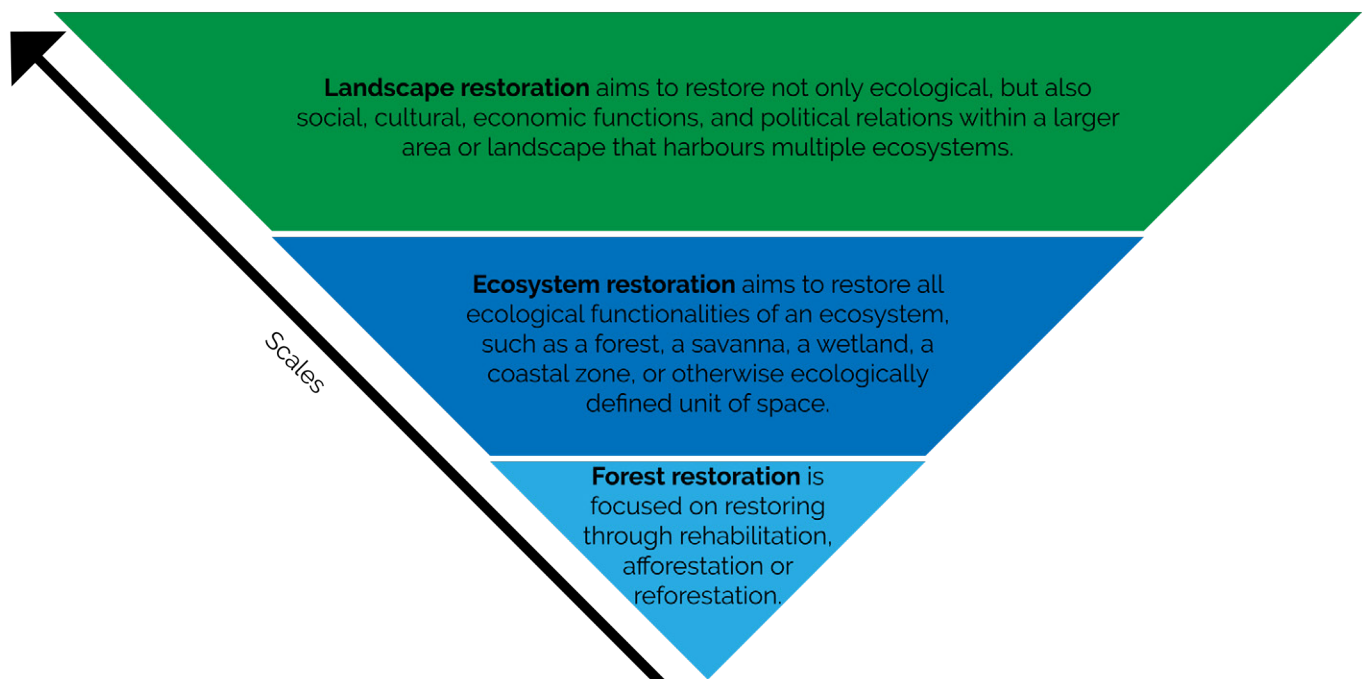 Landscape restoration aims to restore not only ecological, but also
social, cultural, economic functions, and political relations within a larger
area or landscape that harbours multiple ecosystems.
Ecosystem restoration aims to restore all
ecological functionalities of an ecosystem,
such as a forest, a savanna, a wetland, a
coastal zone, or otherwise ecologically
defined unit of space.
Scales
Forest restoration is
focused on restoring
through rehabilitation,
afforestation or
reforestation.